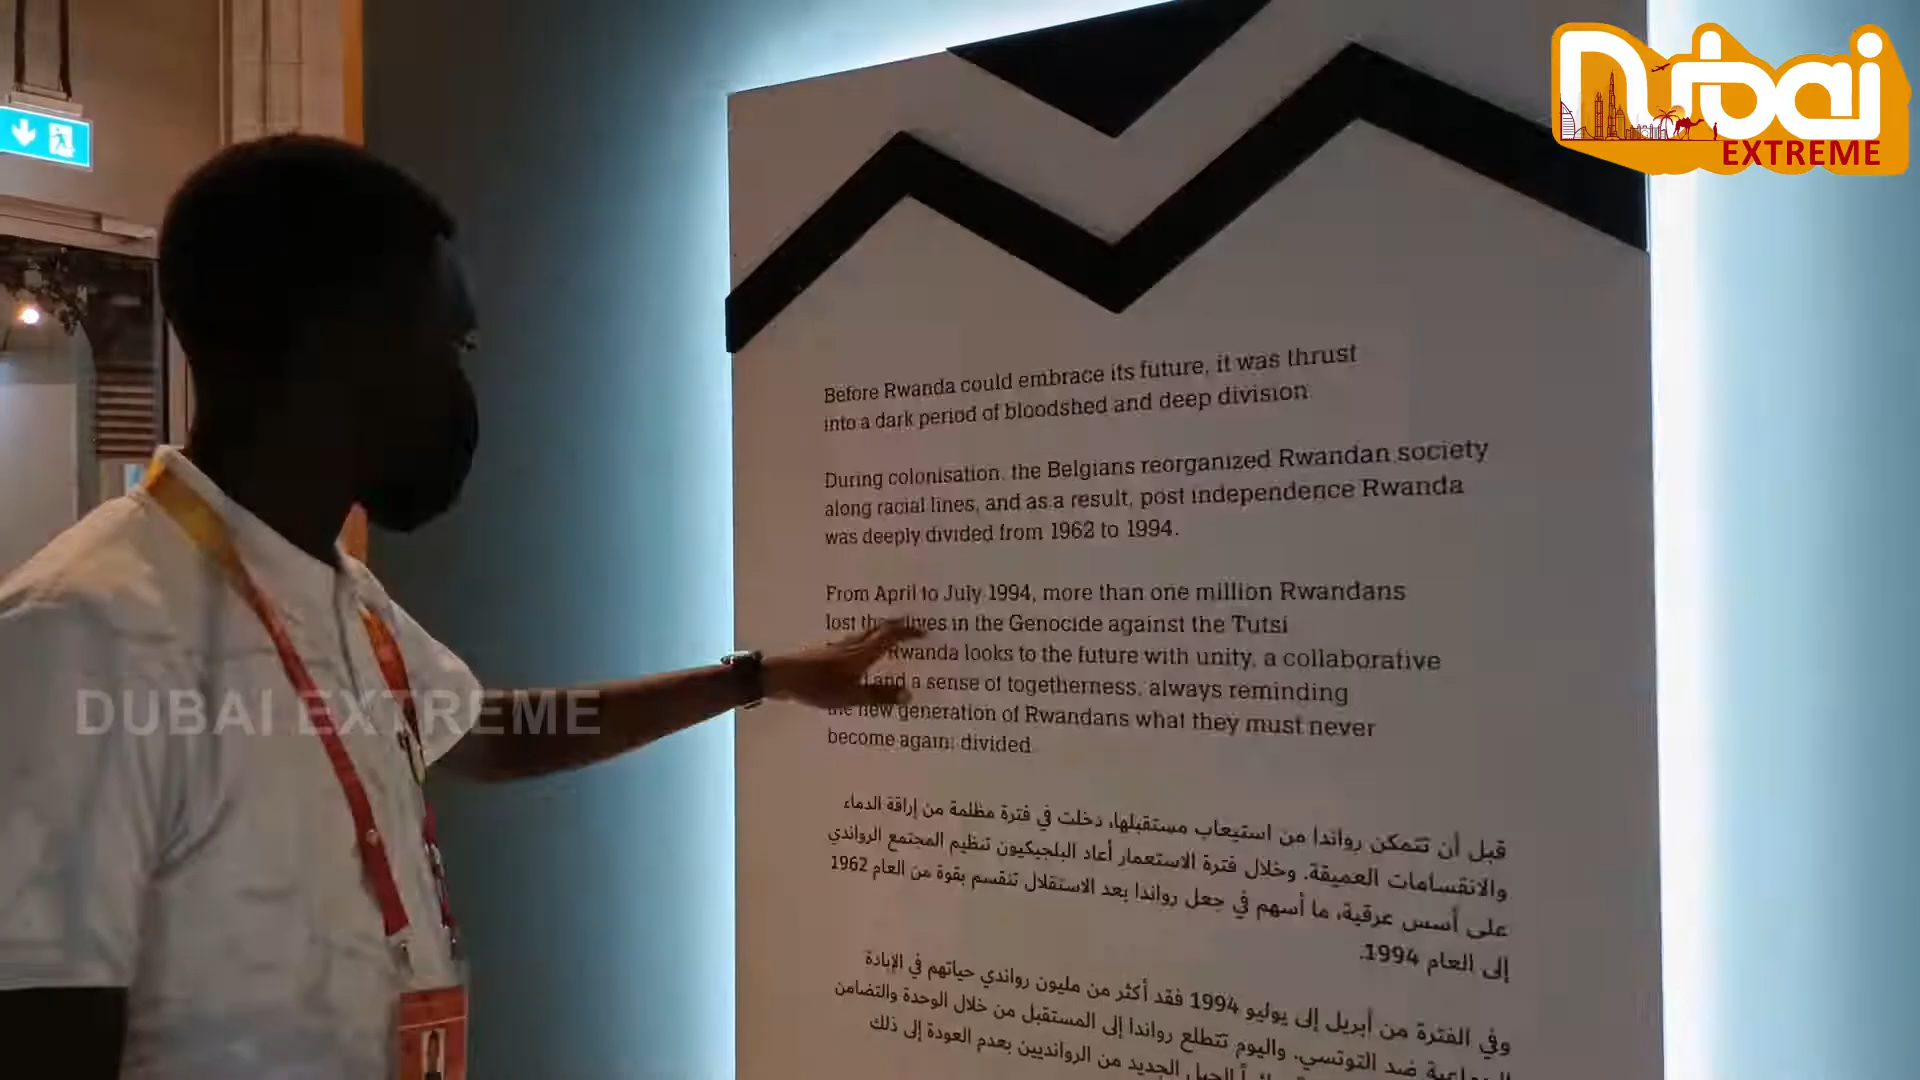 Dubai
EXTREME
Before Rwanda could embrace its future, it was thrust
into a dark period of bloodshed and deep division
During colonisation, the Belgians reorganized Rwandan society
along racial lines, and as a result, post independence Rwanda
was deeply divided from 1962 to 1994.
From April to July 1994, more than one million Rwandans
lost lives in the Genocide against the Tutsi
Rwanda looks to the future with unity, a collaborative
and a sense of togetherness, always reminding
the new generation of Rwandans what they must never
become again: divided
DUBAI EXTREME
قبل أن تتمكن رواندا من استيعاب مستقبلها، دخلت في فترة مظلمة من إراقة الدماء
والانقسامات العميقة. وخلال فترة الاستعمار أعاد البلجيكيون تنظيم المجتمع الرواندي
على أسس عرقية، ما أسهم في جعل رواندا بعد الاستقلال تنقسم بقوة من العام 1962
إلى العام 1994.
وفي الفترة من أبريل إلى يوليو 1994 فقد أكثر من مليون رواندي حياتهم في الإبادة
ضد التوتسي. واليوم تتطلع رواندا إلى المستقبل من خلال الوحدة والتضامن
الجيل الجديد من الروانديين بعدم العودة إلى ذلك